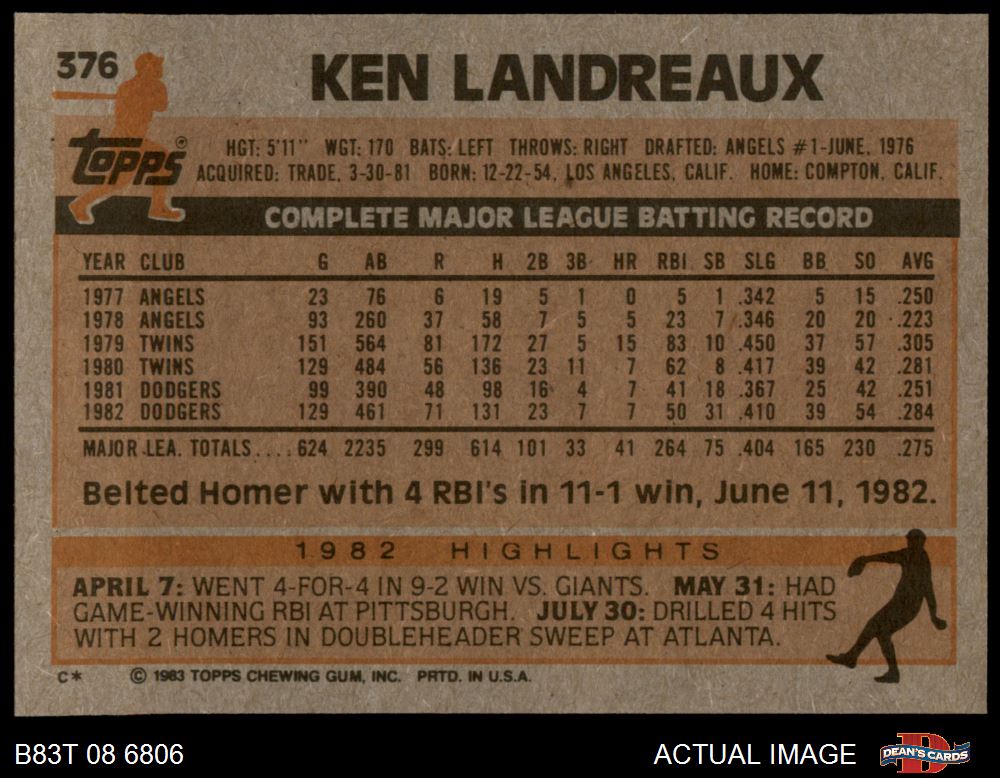 376
KEN LANDREAUX
Topps®
HGT: 5'11" WGT: 170 BATS: LEFT THROWS: RIGHT DRAFTED: ANGELS #1-JUNE, 1976
ACQUIRED: TRADE, 3-30-81 BORN: 12-22-54, LOS ANGELES, CALIF. HOME: COMPTON, CALIF.
COMPLETE MAJOR LEAGUE BATTING RECORD
YEAR CLUB G AB R H 2B 3B HR RBI SB SLG BB SO AVG
1977 ANGELS 23 76 6 19 5 1 0 5 1 .342 5 15 .250
1978 ANGELS 93 260 37 58 7 5 5 23 7 .346 20 20 .223
1979 TWINS 151 564 81 172 27 5 15 83 10 .450 37 57 .305
1980 TWINS 129 484 56 136 23 11 7 62 8 .417 39 42 .281
1981 DODGERS 99 390 48 98 16 4 7 41 18 .367 25 42 .251
1982 DODGERS 129 461 71 131 23 7 7 50 31 .410 39 54 .284
MAJOR LEA. TOTALS.... 624 2235 299 614 101 33 41 264 75 .404 165 230 .275
Belted Homer with 4 RBI's in 11-1 win, June 11, 1982.
1982 HIGHLIGHTS
APRIL 7: WENT 4-FOR-4 IN 9-2 WIN VS. GIANTS. MAY 31: HAD
GAME-WINNING RBI AT PITTSBURGH. JULY 30: DRILLED 4 HITS
WITH 2 HOMERS IN DOUBLEHEADER SWEEP AT ATLANTA.
C* © 1983 TOPPS CHEWING GUM, INC. PRTD. IN U.S.A.
B83T 08 6806
ACTUAL IMAGE
D
DEAN'S CARDS